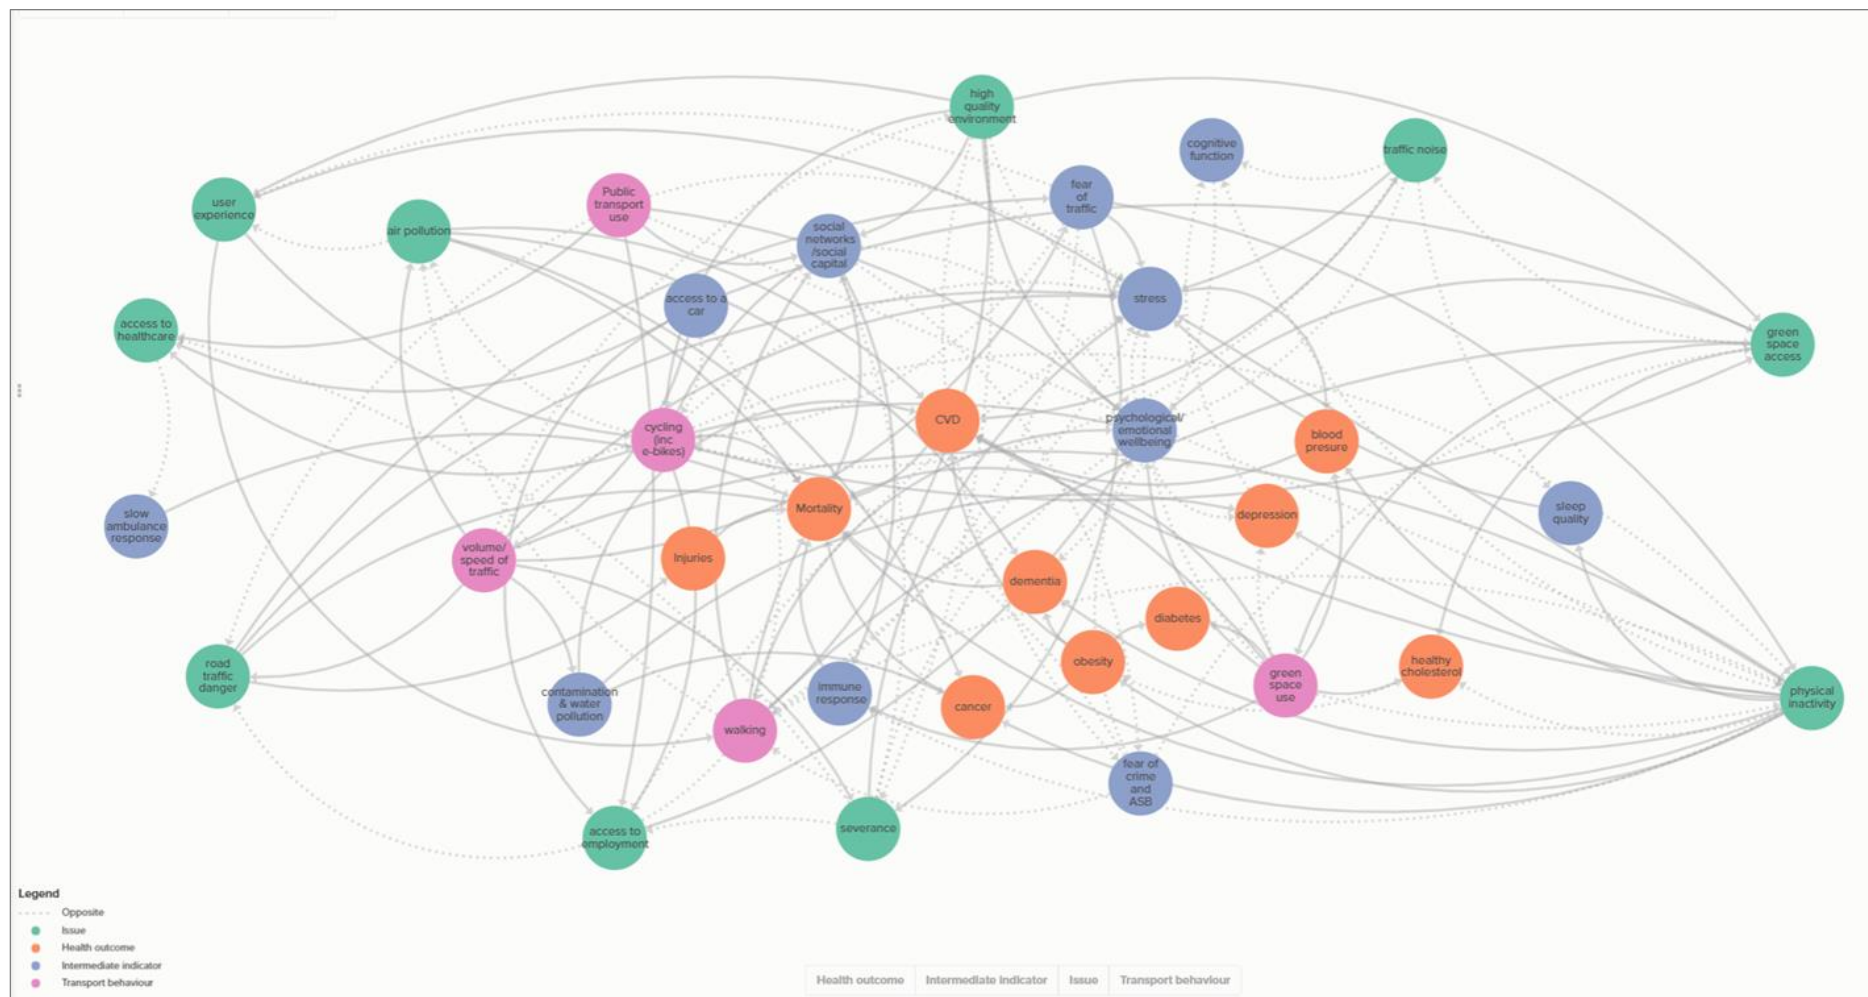 high
quality
environment
cognitive
function
traffic noise
fear
of
traffic
user
experience
Public
transport
use
air pollution
social
networks
/social
capital
access to a
car
stress
access to
healthcare
green
space
access
cycling
(inc
e-bikes)
CVD
psychological/
emotional
wellbeing
blood
presure
slow
ambulance
response
Mortality
depression
sleep
quality
volume/
speed of
traffic
Injuries
dementia
diabetes
obesity
road
traffic
danger
contamination
& water
pollution
walking
immune
response
cancer
green
space
use
healthy
cholesterol
physical
inactivity
fear of
crime
and
ASB
access to
employment
severance
Legend
Opposite
Issue
Health outcome
Intermediate indicator
Transport behaviour
Health outcome Intermediate indicator Issue Transport behaviour